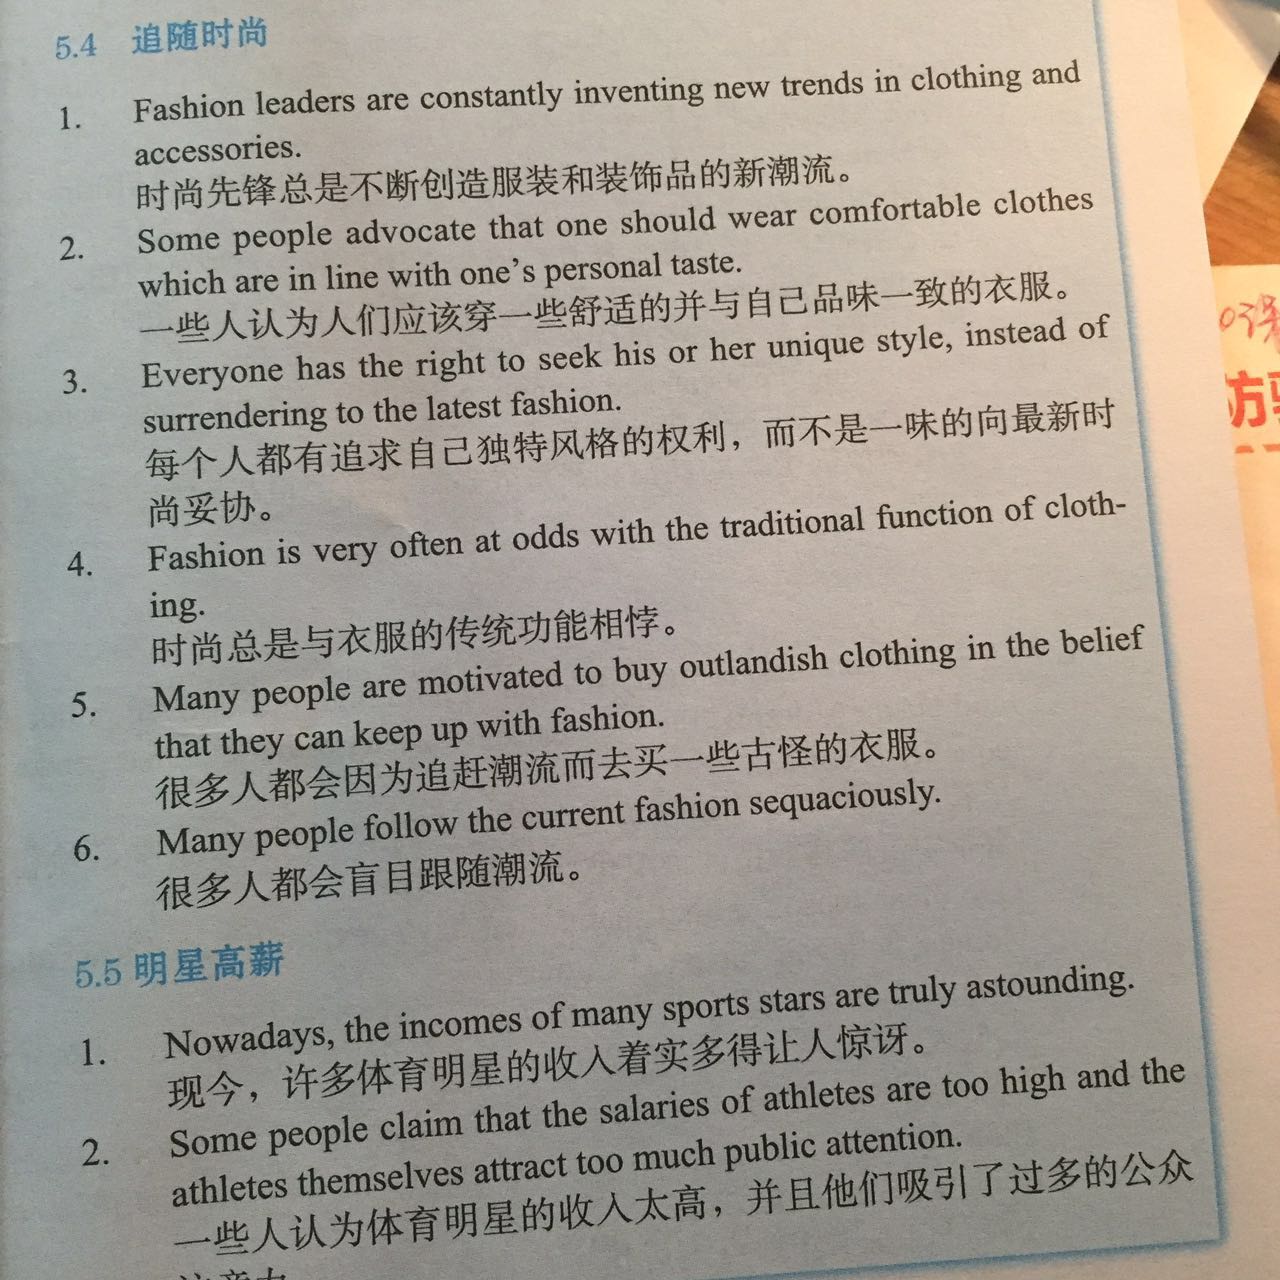 5.4 追随时尚
1. Fashion leaders are constantly inventing new trends in clothing and
accessories.
时尚先锋总是不断创造服装和装饰品的新潮流。
2. Some people advocate that one should wear comfortable clothes
which are in line with one's personal taste.
一些人认为人们应该穿一些舒适的并与自己品味一致的衣服。
3. Everyone has the right to seek his or her unique style, instead of
surrendering to the latest fashion.
每个人都有追求自己独特风格的权利，而不是一味的向最新时
尚妥协。
4. Fashion is very often at odds with the traditional function of cloth-
ing.
时尚总是与衣服的传统功能相悖。
5. Many people are motivated to buy outlandish clothing in the belief
that they can keep up with fashion.
很多人都会因为追赶潮流而去买一些古怪的衣服。
6. Many people follow the current fashion sequaciously.
很多人都会盲目跟随潮流。
5.5 明星高薪
1. Nowadays, the incomes of many sports stars are truly astounding.
现今，许多体育明星的收入着实多得让人惊讶。
2. Some people claim that the salaries of athletes are too high and the
athletes themselves attract too much public attention.
一些人认为体育明星的收入太高，并且他们吸引了过多的公众